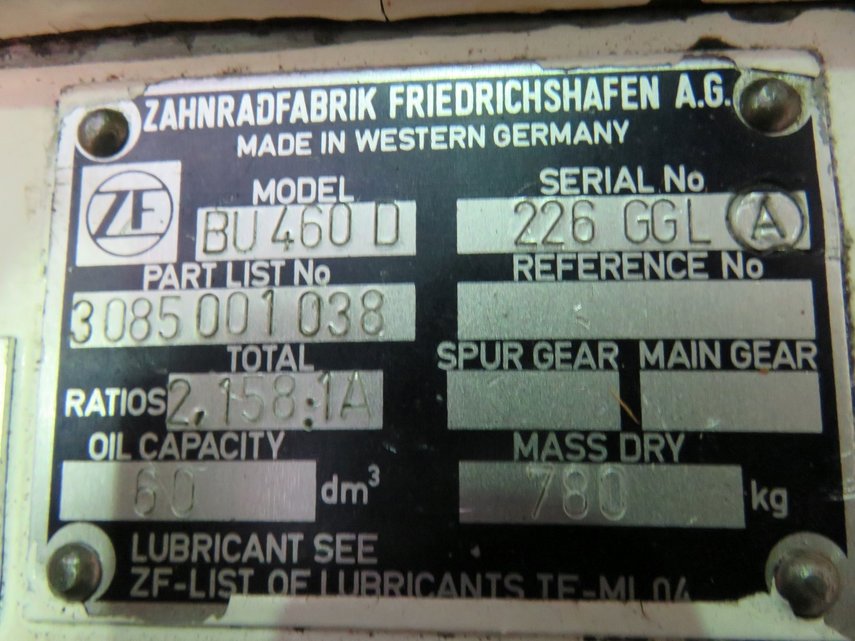 ZAHNRADFABRIK FRIEDRICHSHAFEN A.G.
MADE IN WESTERN GERMANY
ZF
MODEL
BU 460 D
SERIAL No
226 GGL A
PART LIST No
3085 001 038
REFERENCE No
TOTAL
RATIOS 2,158:1A
SPUR GEAR
MAIN GEAR
OIL CAPACITY
60 dm³
MASS DRY
780 kg
LUBRICANT SEE
ZF-LIST OF LUBRICANTS TE-ML 04